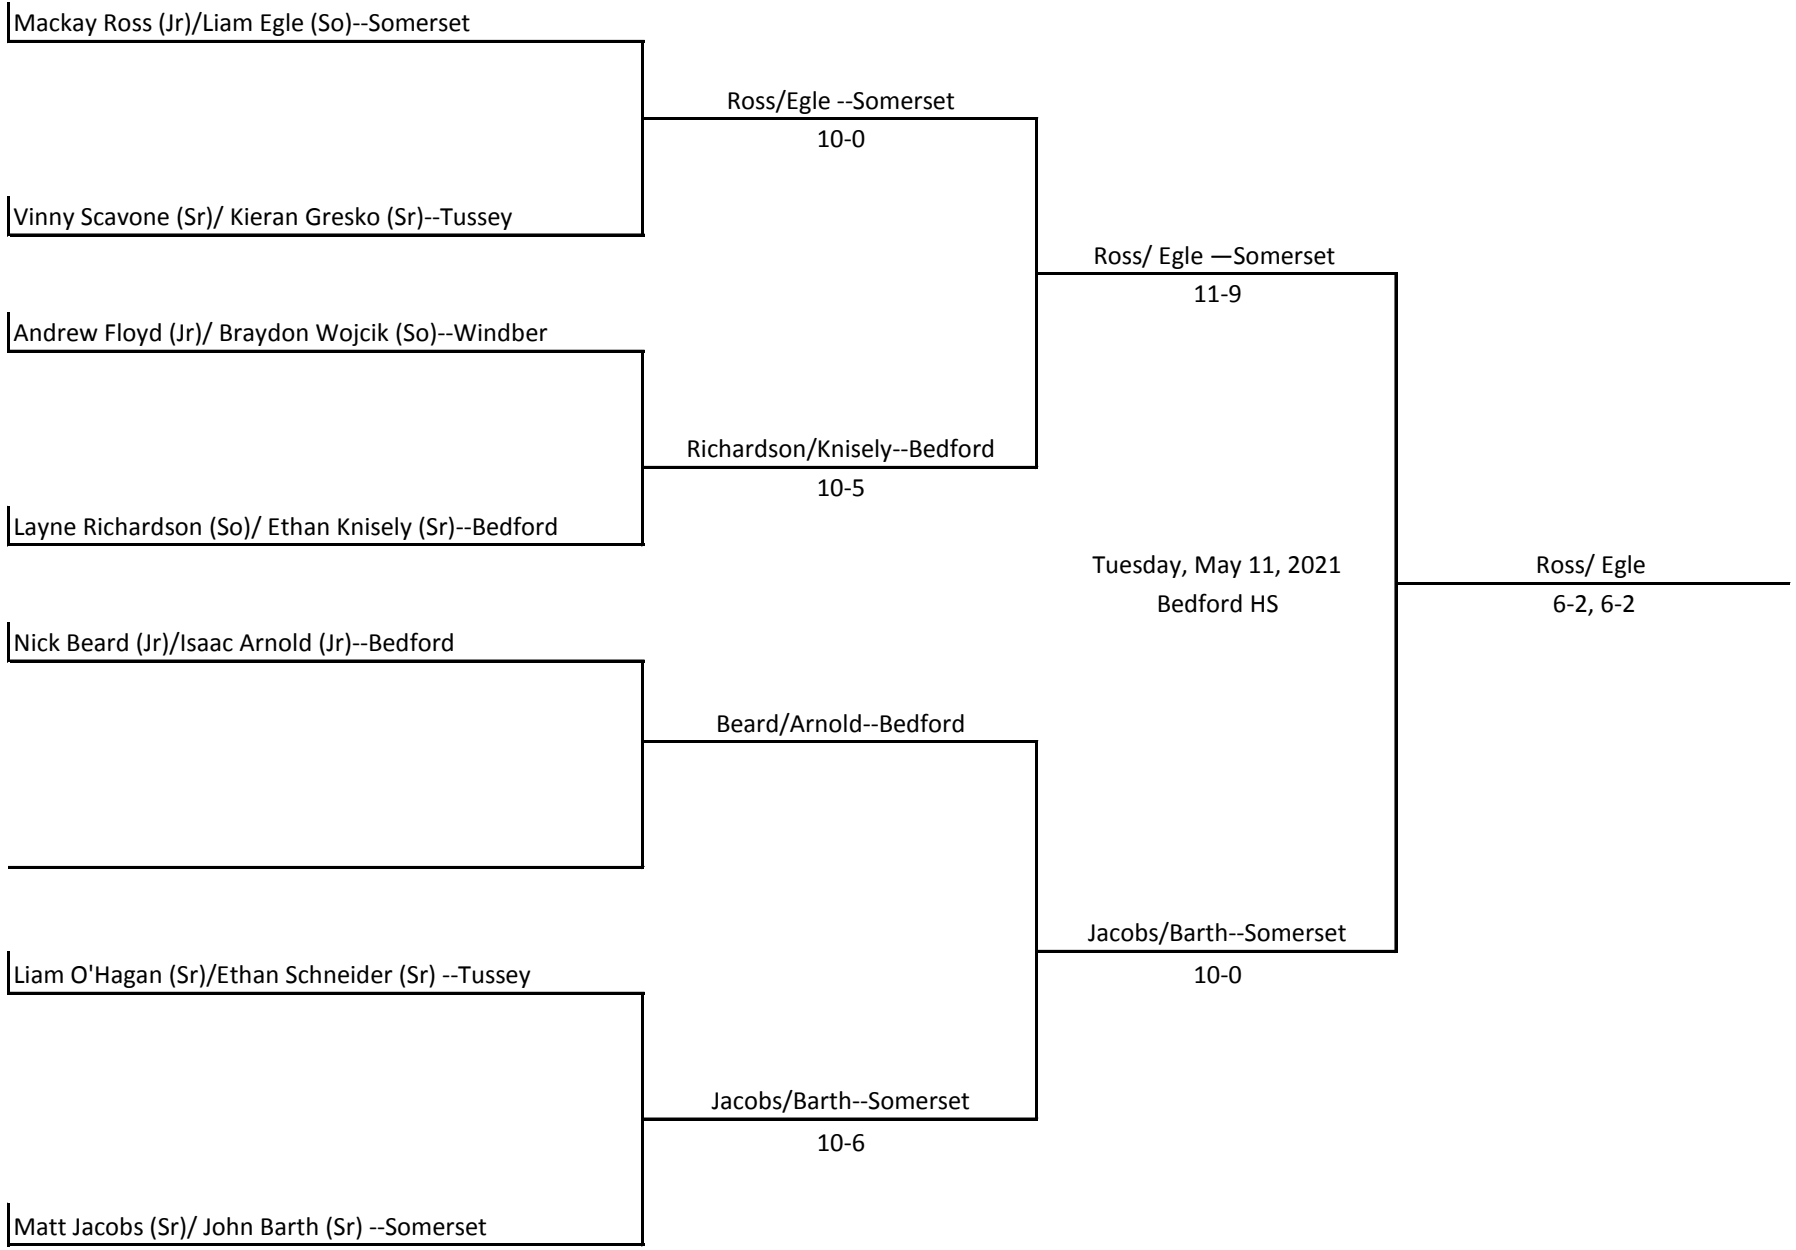 Mackay Ross (Jr)/Liam Egle (So)--Somerset
Ross/Egle --Somerset
10-0
Vinny Scavone (Sr)/ Kieran Gresko (Sr)--Tussey
Ross/ Egle —Somerset
11-9
Andrew Floyd (Jr)/ Braydon Wojcik (So)--Windber
Richardson/Knisely--Bedford
10-5
Layne Richardson (So)/ Ethan Knisely (Sr)--Bedford
Tuesday, May 11, 2021
Bedford HS
Ross/ Egle
6-2, 6-2
Nick Beard (Jr)/Isaac Arnold (Jr)--Bedford
Beard/Arnold--Bedford
Jacobs/Barth--Somerset
10-0
Liam O'Hagan (Sr)/Ethan Schneider (Sr) --Tussey
Jacobs/Barth--Somerset
10-6
Matt Jacobs (Sr)/ John Barth (Sr) --Somerset